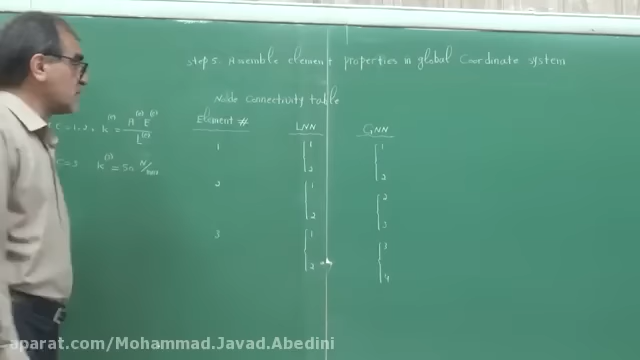 step 5. Assemble element properties in global Coordinate system
Node Connectivity table
Element # LNN GNN
e=1,2, k(e) = A(e) E(e) / L(e)
1 1 1
2 2
e=3 k(3) = 50 N/mm
2 1 2
2 3
3 1 3
2 4
aparat.com/Mohammad.Javad.Abedini